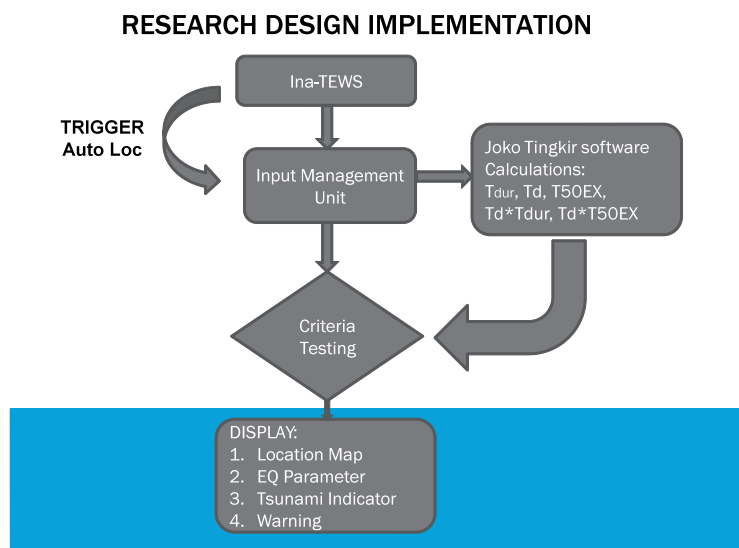 RESEARCH DESIGN IMPLEMENTATION
Ina-TEWS
TRIGGER
Auto Loc
Input Management
Unit
Joko Tingkir software
Calculations:
Tdur, Td, T50EX,
Td*Tdur, Td*T50EX
Criteria
Testing
DISPLAY:
1. Location Map
2. EQ Parameter
3. Tsunami Indicator
4. Warning